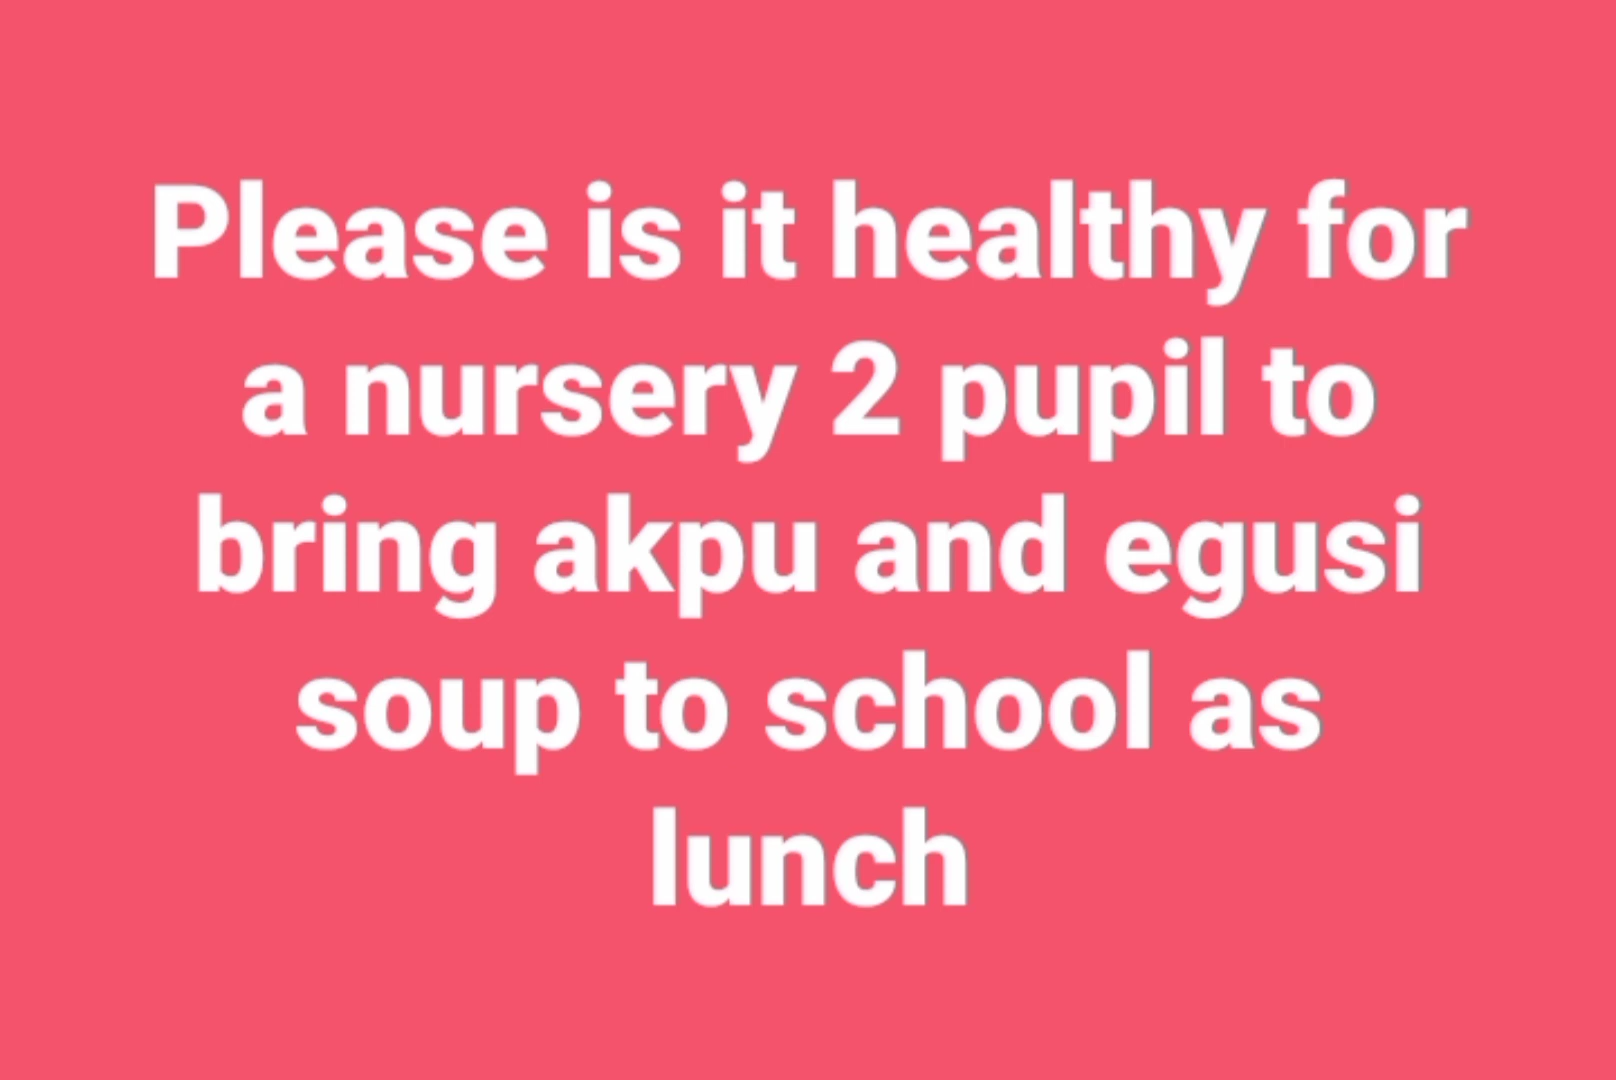 Please is it healthy for
a nursery 2 pupil to
bring akpu and egusi
soup to school as
lunch